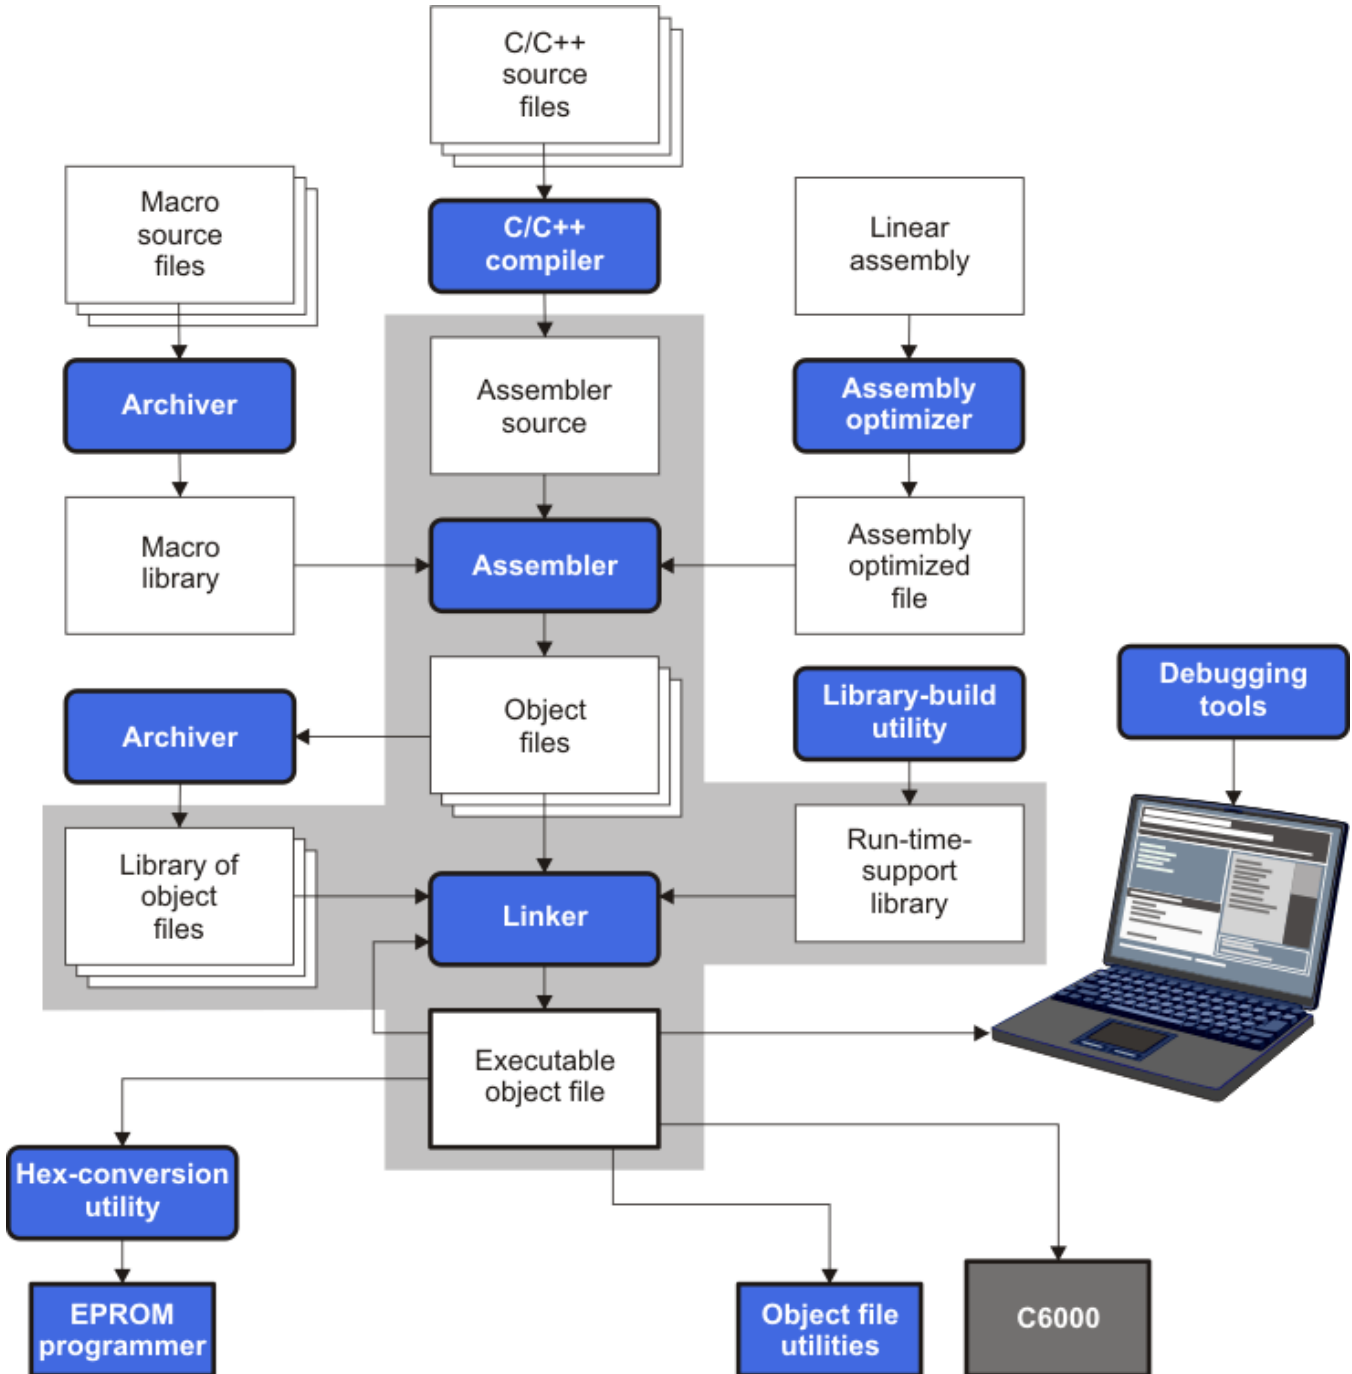 C/C++
source
files
Macro
source
files
C/C++
compiler
Linear
assembly
Archiver
Assembler
source
Assembly
optimizer
Macro
library
Assembler
Assembly
optimized
file
Archiver
Object
files
Library-build
utility
Debugging
tools
Library of
object
files
Linker
Run-time-
support
library
Executable
object file
Hex-conversion
utility
EPROM
programmer
Object file
utilities
C6000